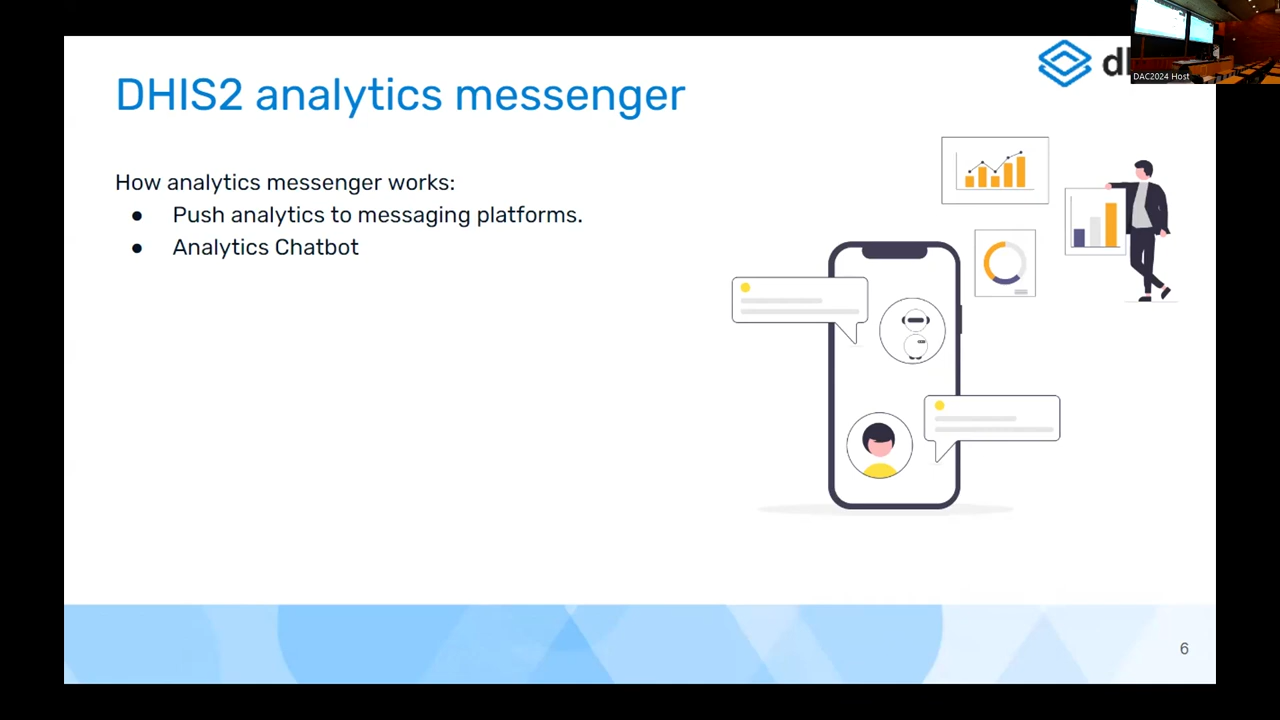 DHIS2 analytics messenger
DAC2024 Host
How analytics messenger works:
● Push analytics to messaging platforms.
● Analytics Chatbot
6